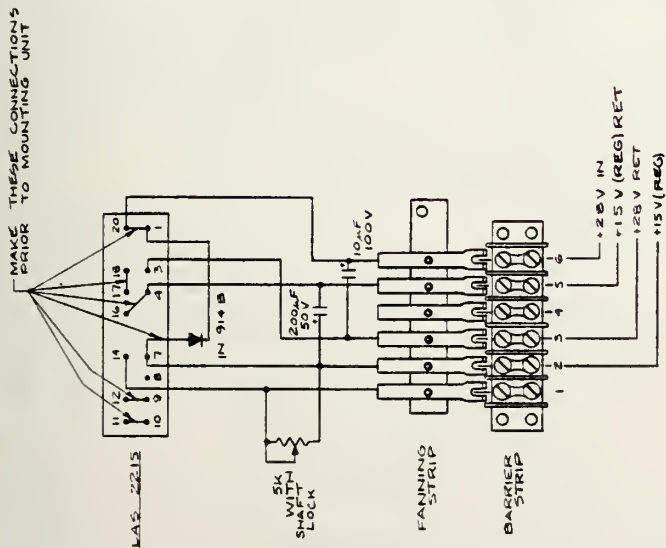 MAKE THESE CONNECTIONS
PRIOR TO MOUNTING UNIT
LAS 2215
11 12 14 16 17 18 20
10 9 8 7 4 3 1
1N 914B
5K
WITH
SHAFT
LOCK
200µF
50V
10µF
100V
FANNING
STRIP
BARRIER
STRIP
1 2 3 4 5 6
+28V IN
+15V (REG) RET
+28V RET
+15V (REG)